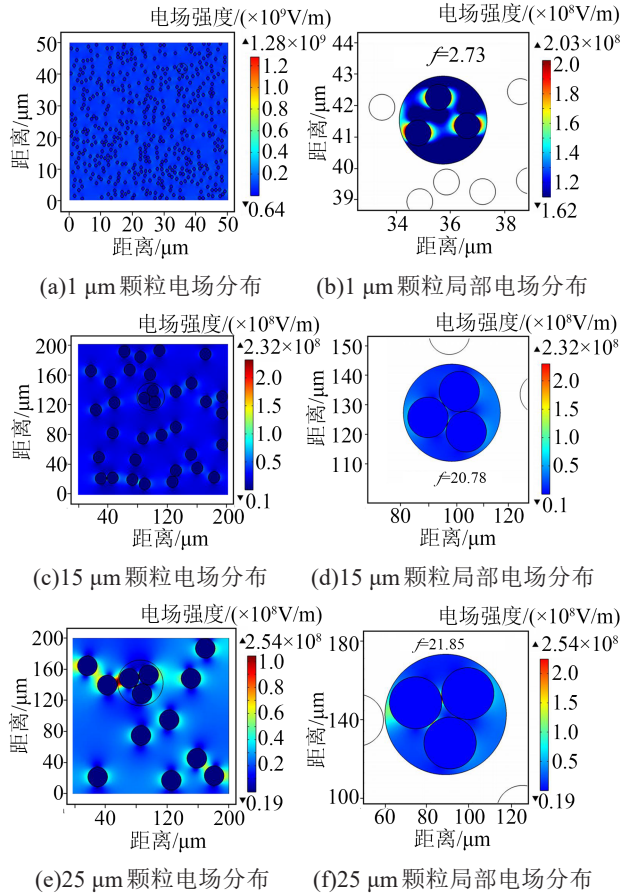 电场强度/(×10⁹V/m)
▲1.28×10⁹
50
40
30
20
10
0
距离/μm
1.2
1.0
0.8
0.6
0.4
0.2
▼0.64
0 10 20 30 40 50
距离/μm
(a)1 μm颗粒电场分布
电场强度/(×10⁸V/m)
▲2.03×10⁸
44
43
42
41
40
39
距离/μm
f=2.73
2.0
1.8
1.6
1.4
1.2
▼1.62
34 36 38
距离/μm
(b)1 μm颗粒局部电场分布
电场强度/(×10⁸V/m)
▲2.32×10⁸
200
160
120
80
40
0
距离/μm
2.0
1.5
1.0
0.5
▼0.1
0 40 80 120 200
距离/μm
(c)15 μm颗粒电场分布
电场强度/(×10⁸V/m)
▲2.32×10⁸
150
140
130
120
110
距离/μm
f=20.78
2.0
1.5
1.0
0.5
▼0.1
80 100 120
距离/μm
(d)15 μm颗粒局部电场分布
电场强度/(×10⁸V/m)
▲2.54×10⁸
200
160
120
80
40
0
距离/μm
1.0
0.8
0.6
0.4
0.2
▼0.19
40 80 120 200
距离/μm
(e)25 μm颗粒电场分布
电场强度/(×10⁸V/m)
▲2.54×10⁸
180
140
100
距离/μm
f=21.85
2.0
1.5
1.0
0.5
▼0.19
60 80 100 120
距离/μm
(f)25 μm颗粒局部电场分布